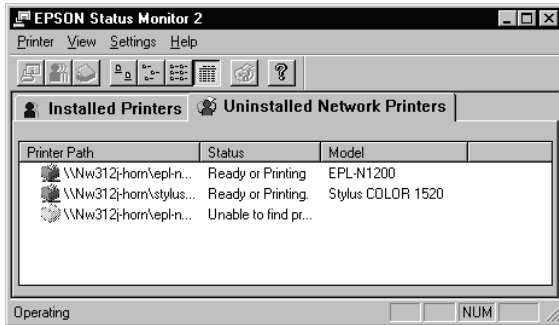 EPSON Status Monitor 2
Printer View Settings Help
Installed Printers Uninstalled Network Printers
Printer Path Status Model
\\Nw312j-horn\epl-n... Ready or Printing EPL-N1200
\\Nw312j-horn\stylus... Ready or Printing. Stylus COLOR 1520
\\Nw312j-horn\epl-n... Unable to find pr...
Operating NUM